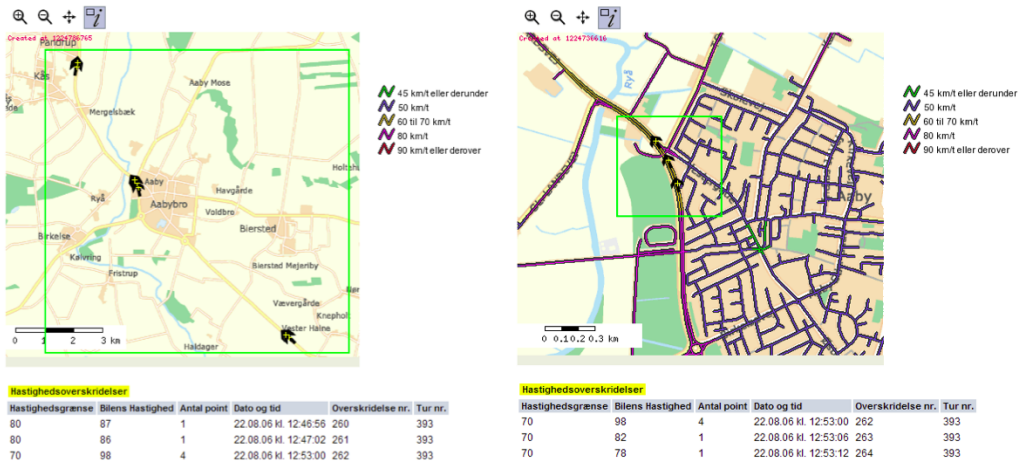 Created at 1224786765
Pandrup
Kås
Aaby Mose
Mergelsbæk
Aaby
Ryå
Aabybro
Havgårde
Voldbro
Birkelse
Biersted
Kølvring
Fristrup
Biersted Mejeriby
Vævergårde
Knephol
Vester Halne
Haldager
0 2 3 km
45 km/t eller derunder
50 km/t
60 til 70 km/t
80 km/t
90 km/t eller derover
Hastighedsoverskridelser
Hastighedsgrænse Bilens Hastighed Antal point Dato og tid Overskridelse nr. Tur nr.
80 87 1 22.08.06 kl. 12:46:56 260 393
80 86 1 22.08.06 kl. 12:47:02 261 393
70 98 4 22.08.06 kl. 12:53:00 262 393
Created at 1224736616
Ryå
Skolevej
Aaby
0 0.1 0.2 0.3 km
45 km/t eller derunder
50 km/t
60 til 70 km/t
80 km/t
90 km/t eller derover
Hastighedsoverskridelser
Hastighedsgrænse Bilens Hastighed Antal point Dato og tid Overskridelse nr. Tur nr.
70 98 4 22.08.06 kl. 12:53:00 262 393
70 82 1 22.08.06 kl. 12:53:06 263 393
70 78 1 22.08.06 kl. 12:53:12 264 393